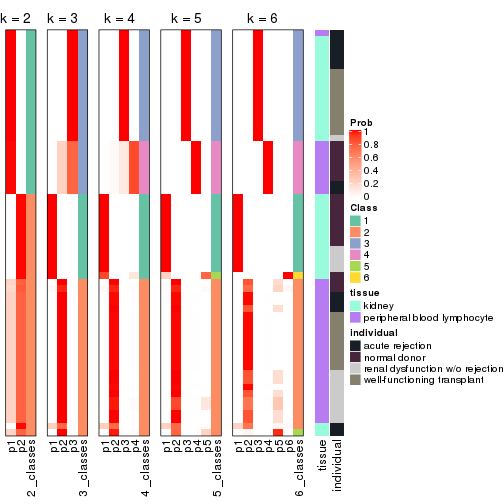 k = 2 k = 3 k = 4 k = 5 k = 6
Prob
1
0.8
0.6
0.4
0.2
0
Class
1
2
3
4
5
6
tissue
kidney
peripheral blood lymphocyte
individual
acute rejection
normal donor
renal dysfunction w/o rejection
well-functioning transplant
p1 p2 2_classes p1 p2 p3 3_classes p1 p2 p3 p4 4_classes p1 p2 p3 p4 p5 5_classes p1 p2 p3 p4 p5 p6 6_classes tissue individual